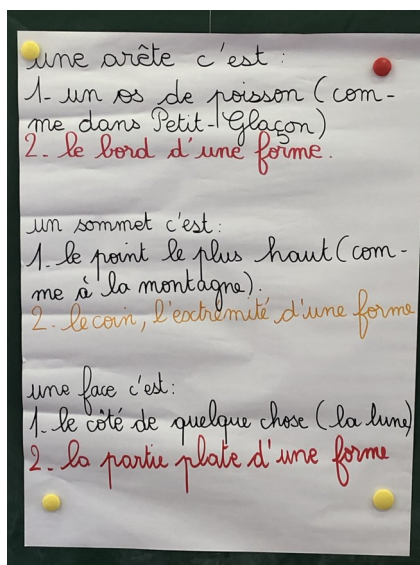 une arête c'est :
1- un os de poisson (com-
me dans Petit-Glaçon)
2. le bord d'une forme.
un sommet c'est:
1. le point le plus haut (com-
me à la montagne).
2. le coin, l'extrémité d'une forme
une face c'est:
1. le côté de quelque chose (la lune)
2. la partie plate d'une forme